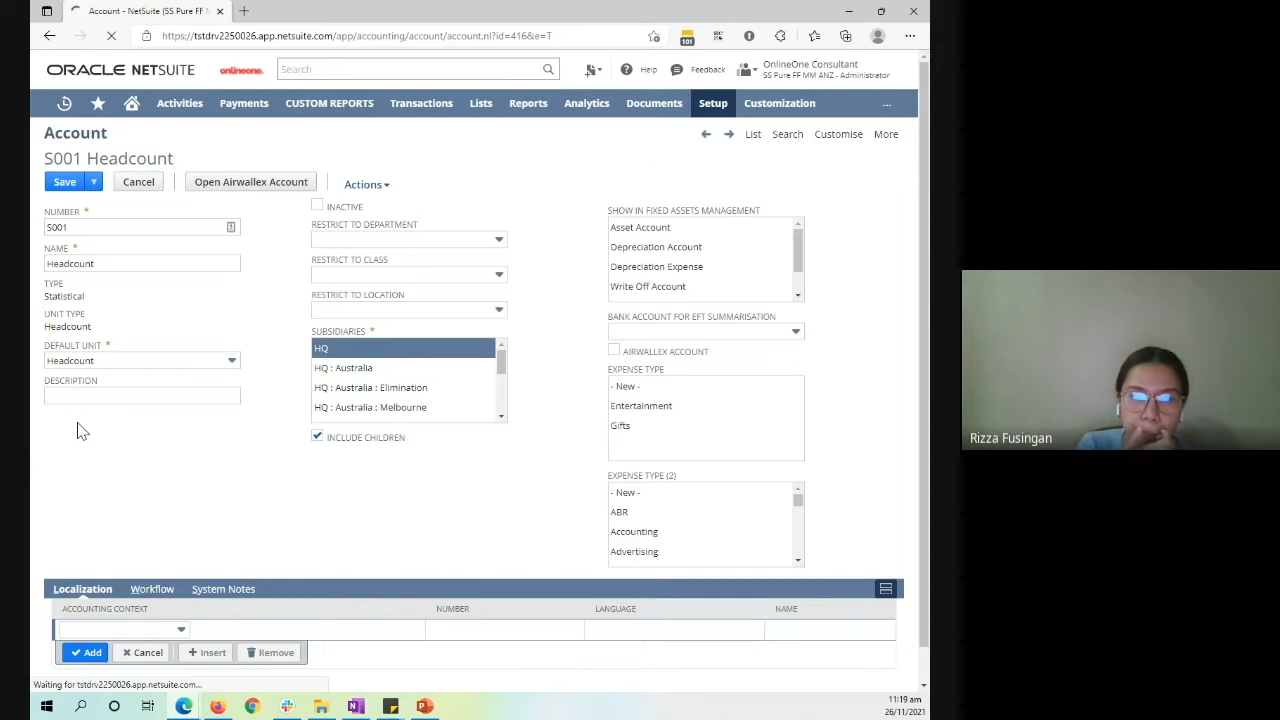 Account - NetSuite (SS Pure FF M
https://tstdrv2250026.app.netsuite.com/app/accounting/account/account.nl?id=416&e=T
101
ORACLE NETSUITE
onlineone.
Search
Help
Feedback
OnlineOne Consultant
SS Pure FF MM ANZ - Administrator
Activities
Payments
CUSTOM REPORTS
Transactions
Lists
Reports
Analytics
Documents
Setup
Customization
...
Account
List
Search
Customise
More
S001 Headcount
Save
Cancel
Open Airwallex Account
Actions
NUMBER *
S001
NAME *
Headcount
TYPE
Statistical
UNIT TYPE
Headcount
DEFAULT UNIT *
Headcount
DESCRIPTION
INACTIVE
RESTRICT TO DEPARTMENT
RESTRICT TO CLASS
RESTRICT TO LOCATION
SUBSIDIARIES *
HQ
HQ : Australia
HQ : Australia : Elimination
HQ : Australia : Melbourne
INCLUDE CHILDREN
SHOW IN FIXED ASSETS MANAGEMENT
Asset Account
Depreciation Account
Depreciation Expense
Write Off Account
BANK ACCOUNT FOR EFT SUMMARISATION
AIRWALLEX ACCOUNT
EXPENSE TYPE
- New -
Entertainment
Gifts
EXPENSE TYPE (2)
- New -
ABR
Accounting
Advertising
Localization
Workflow
System Notes
ACCOUNTING CONTEXT
NUMBER
LANGUAGE
NAME
Add
Cancel
Insert
Remove
Waiting for tstdrv2250026.app.netsuite.com...
11:19 am
26/11/2021
Rizza Fusingan